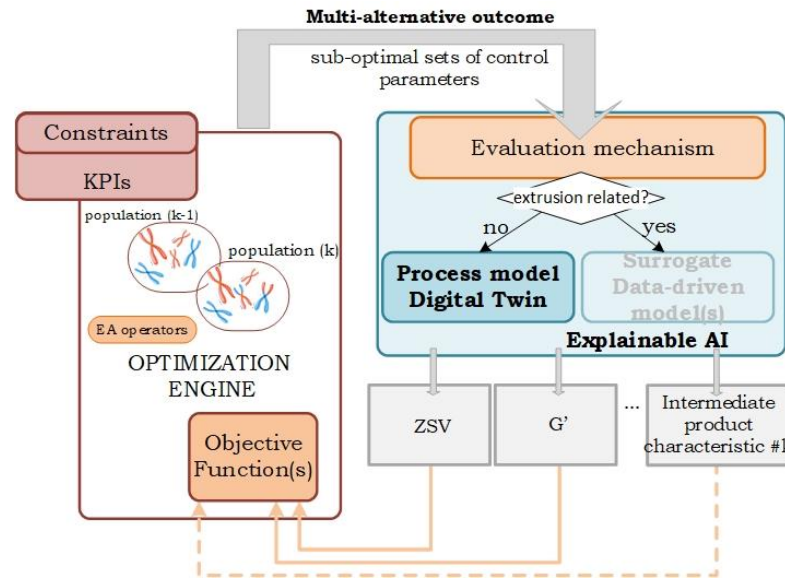 Multi-alternative outcome
sub-optimal sets of control
parameters
Constraints
KPIs
population (k-1)
population (k)
EA operators
OPTIMIZATION
ENGINE
Objective
Function(s)
Evaluation mechanism
extrusion related?
no
yes
Process model
Digital Twin
Surrogate
Data-driven
model(s)
Explainable AI
ZSV
G’
...
Intermediate
product